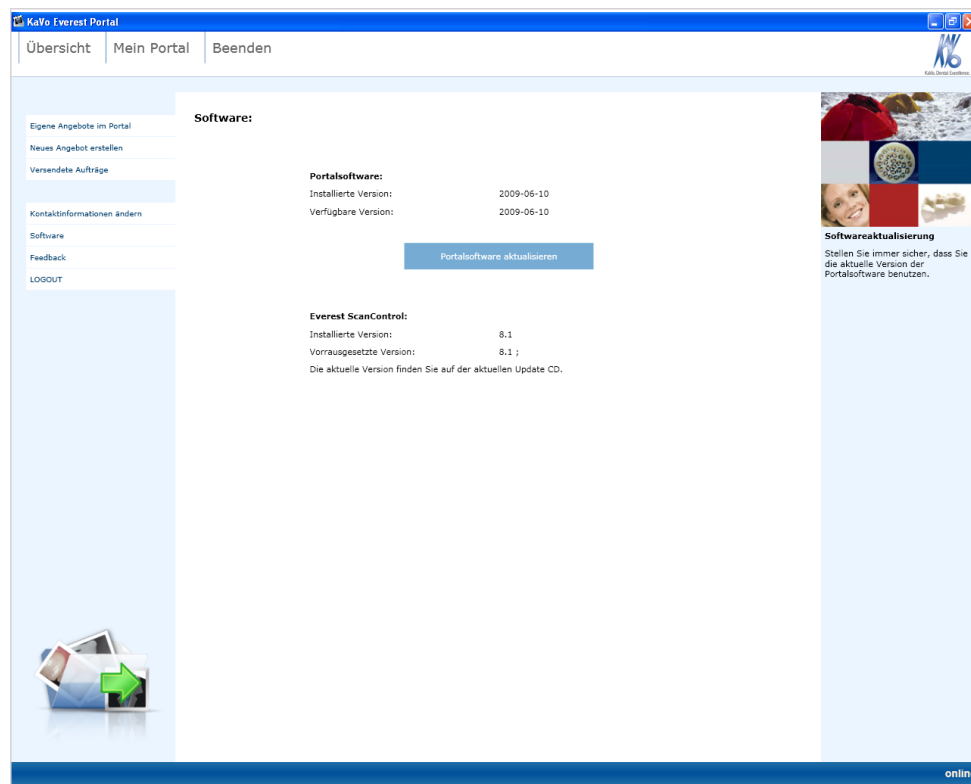 KaVo Everest Portal
Übersicht
Mein Portal
Beenden
KaVo. Dental Excellence.
Eigene Angebote im Portal
Neues Angebot erstellen
Versendete Aufträge
Kontaktinformationen ändern
Software
Feedback
LOGOUT
Software:
Portalsoftware:
Installierte Version: 2009-06-10
Verfügbare Version: 2009-06-10
Portalsoftware aktualisieren
Everest ScanControl:
Installierte Version: 8.1
Vorrausgesetzte Version: 8.1 ;
Die aktuelle Version finden Sie auf der aktuellen Update CD.
Softwareaktualisierung
Stellen Sie immer sicher, dass Sie
die aktuelle Version der
Portalsoftware benutzen.
onlin